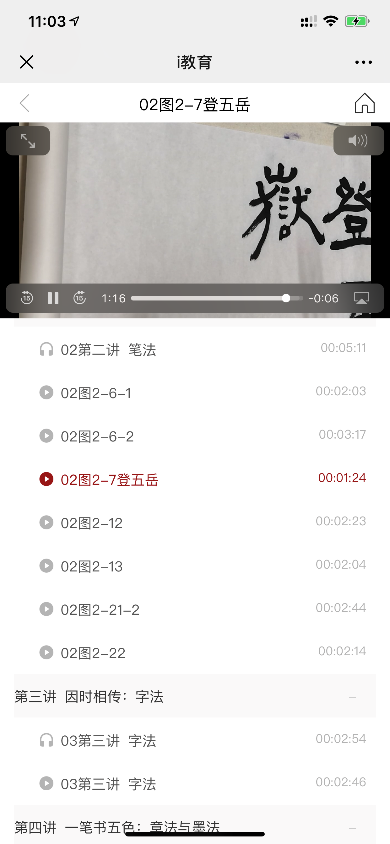 11:03
i教育
02图2-7登五岳
嶽登
15
15
1:16
-0:06
02第二讲 笔法 00:05:11
02图2-6-1 00:02:03
02图2-6-2 00:03:17
02图2-7登五岳 00:01:24
02图2-12 00:02:23
02图2-13 00:02:04
02图2-21-2 00:02:44
02图2-22 00:02:14
第三讲 因时相传：字法 –
03第三讲 字法 00:02:54
03第三讲 字法 00:02:46
第四讲 一笔书五色：章法与墨法 –